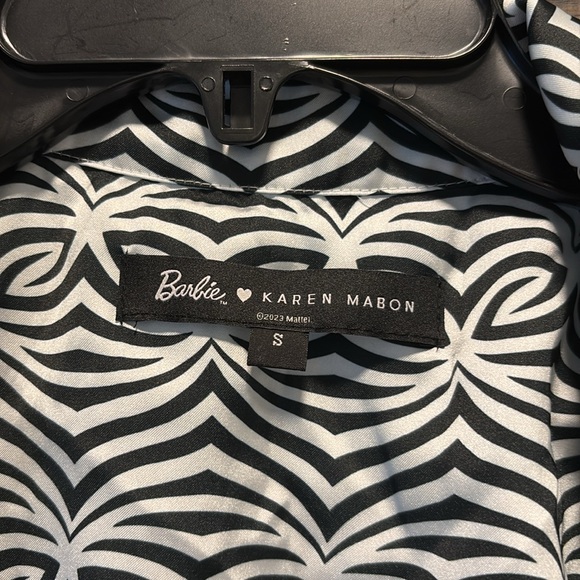 Barbie™ ♥ KAREN MABON
©2023 Mattel.
S